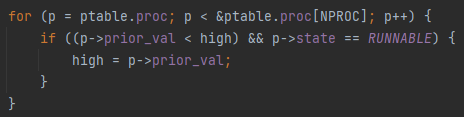 for (p = ptable.proc; p < &ptable.proc[NPROC]; p++) {
    if ((p->prior_val < high) && p->state == RUNNABLE) {
        high = p->prior_val;
    }
}